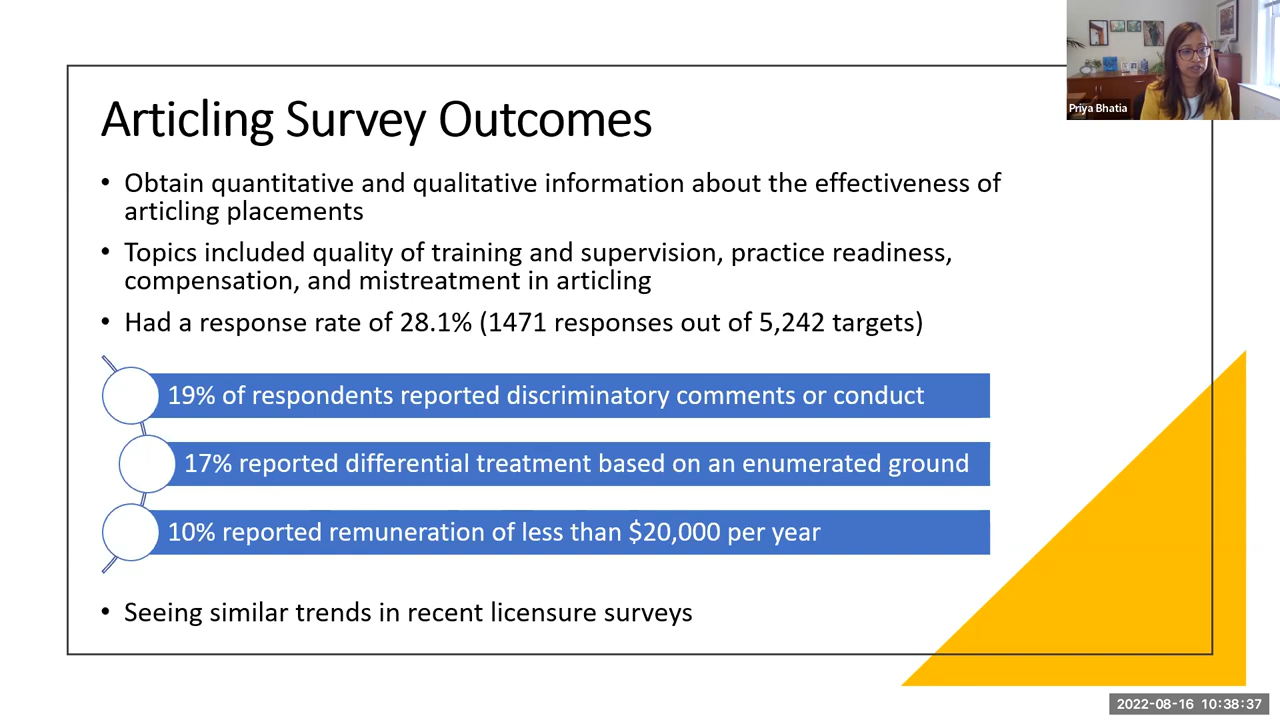 Priya Bhatia
Articling Survey Outcomes
• Obtain quantitative and qualitative information about the effectiveness of
articling placements
• Topics included quality of training and supervision, practice readiness,
compensation, and mistreatment in articling
• Had a response rate of 28.1% (1471 responses out of 5,242 targets)
19% of respondents reported discriminatory comments or conduct
17% reported differential treatment based on an enumerated ground
10% reported remuneration of less than $20,000 per year
• Seeing similar trends in recent licensure surveys
2022-08-16 10:38:37